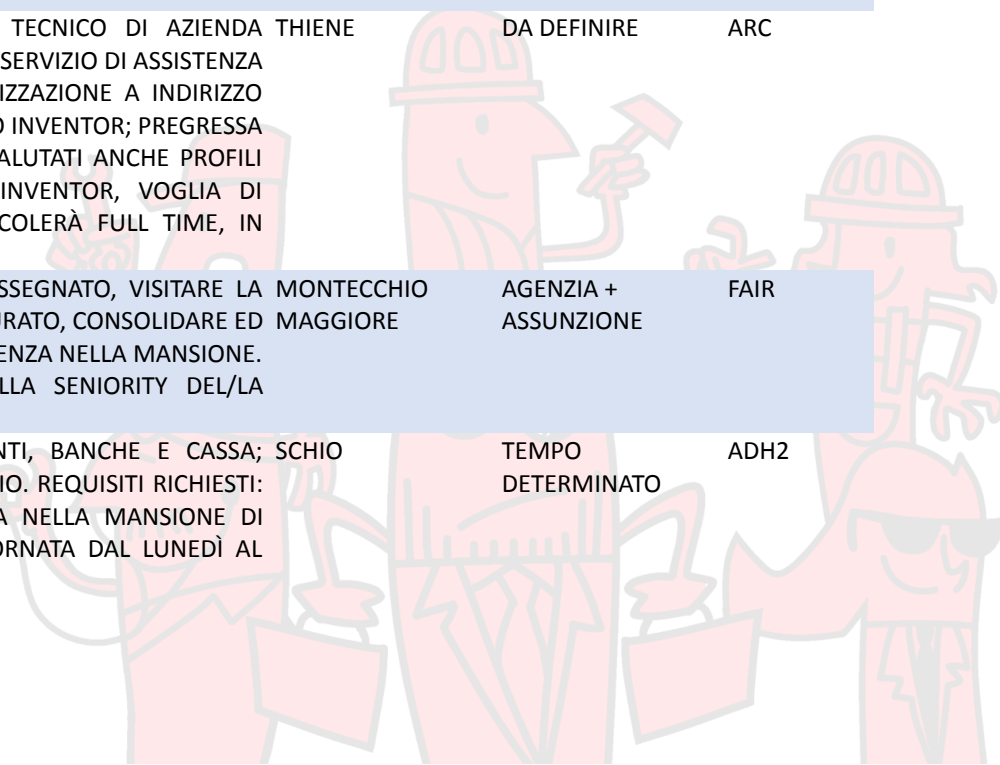 TECNICO DI AZIENDA THIENE DA DEFINIRE ARC
SERVIZIO DI ASSISTENZA
IZZAZIONE A INDIRIZZO
O INVENTOR; PREGRESSA
ALUTATI ANCHE PROFILI
INVENTOR, VOGLIA DI
COLERÀ FULL TIME, IN
SSEGNATO, VISITARE LA MONTECCHIO AGENZIA + FAIR
URATO, CONSOLIDARE ED MAGGIORE ASSUNZIONE
ENZA NELLA MANSIONE.
LLA SENIORITY DEL/LA
NTI, BANCHE E CASSA; SCHIO TEMPO ADH2
IO. REQUISITI RICHIESTI: DETERMINATO
A NELLA MANSIONE DI
ORNATA DAL LUNEDÌ AL